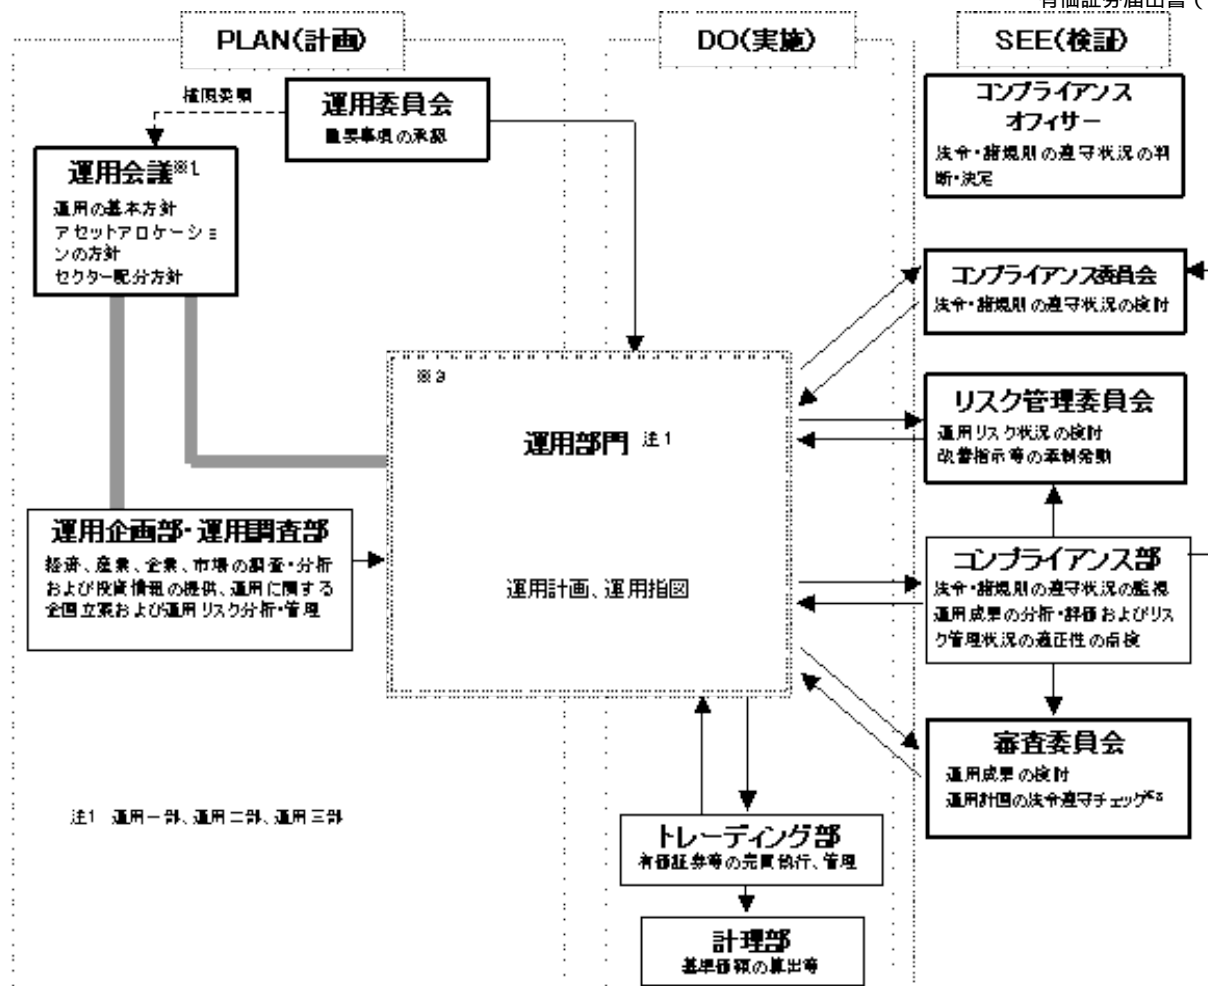 有価証券届出書(
PLAN(計画)
DO(実施)
SEE(検証)
権限委譲
運用委員会
重要事項の承認
運用会議※1
運用の基本方針
アセットアロケーショ
ンの方針
セクター配分方針
コンプライアンス
オフィサー
法令・諸規則の遵守状況の判
断・決定
コンプライアンス委員会
法令・諸規則の遵守状況の検討
リスク管理委員会
運用リスク状況の検討
改善指示等の牽制発動
※3
運用部門 注1
運用計画、運用指図
運用企画部・運用調査部
経済、産業、企業、市場の調査・分析
および投資情報の提供、運用に関する
企画立案および運用リスク分析・管理
コンプライアンス部
法令・諸規則の遵守状況の監視
運用成果の分析・評価およびリス
ク管理状況の適正性の点検
審査委員会
運用成果の検討
運用計画の法令遵守チェック
注1 運用一部、運用二部、運用三部
トレーディング部
有価証券等の売買執行、管理
計理部
基準価額の算出等